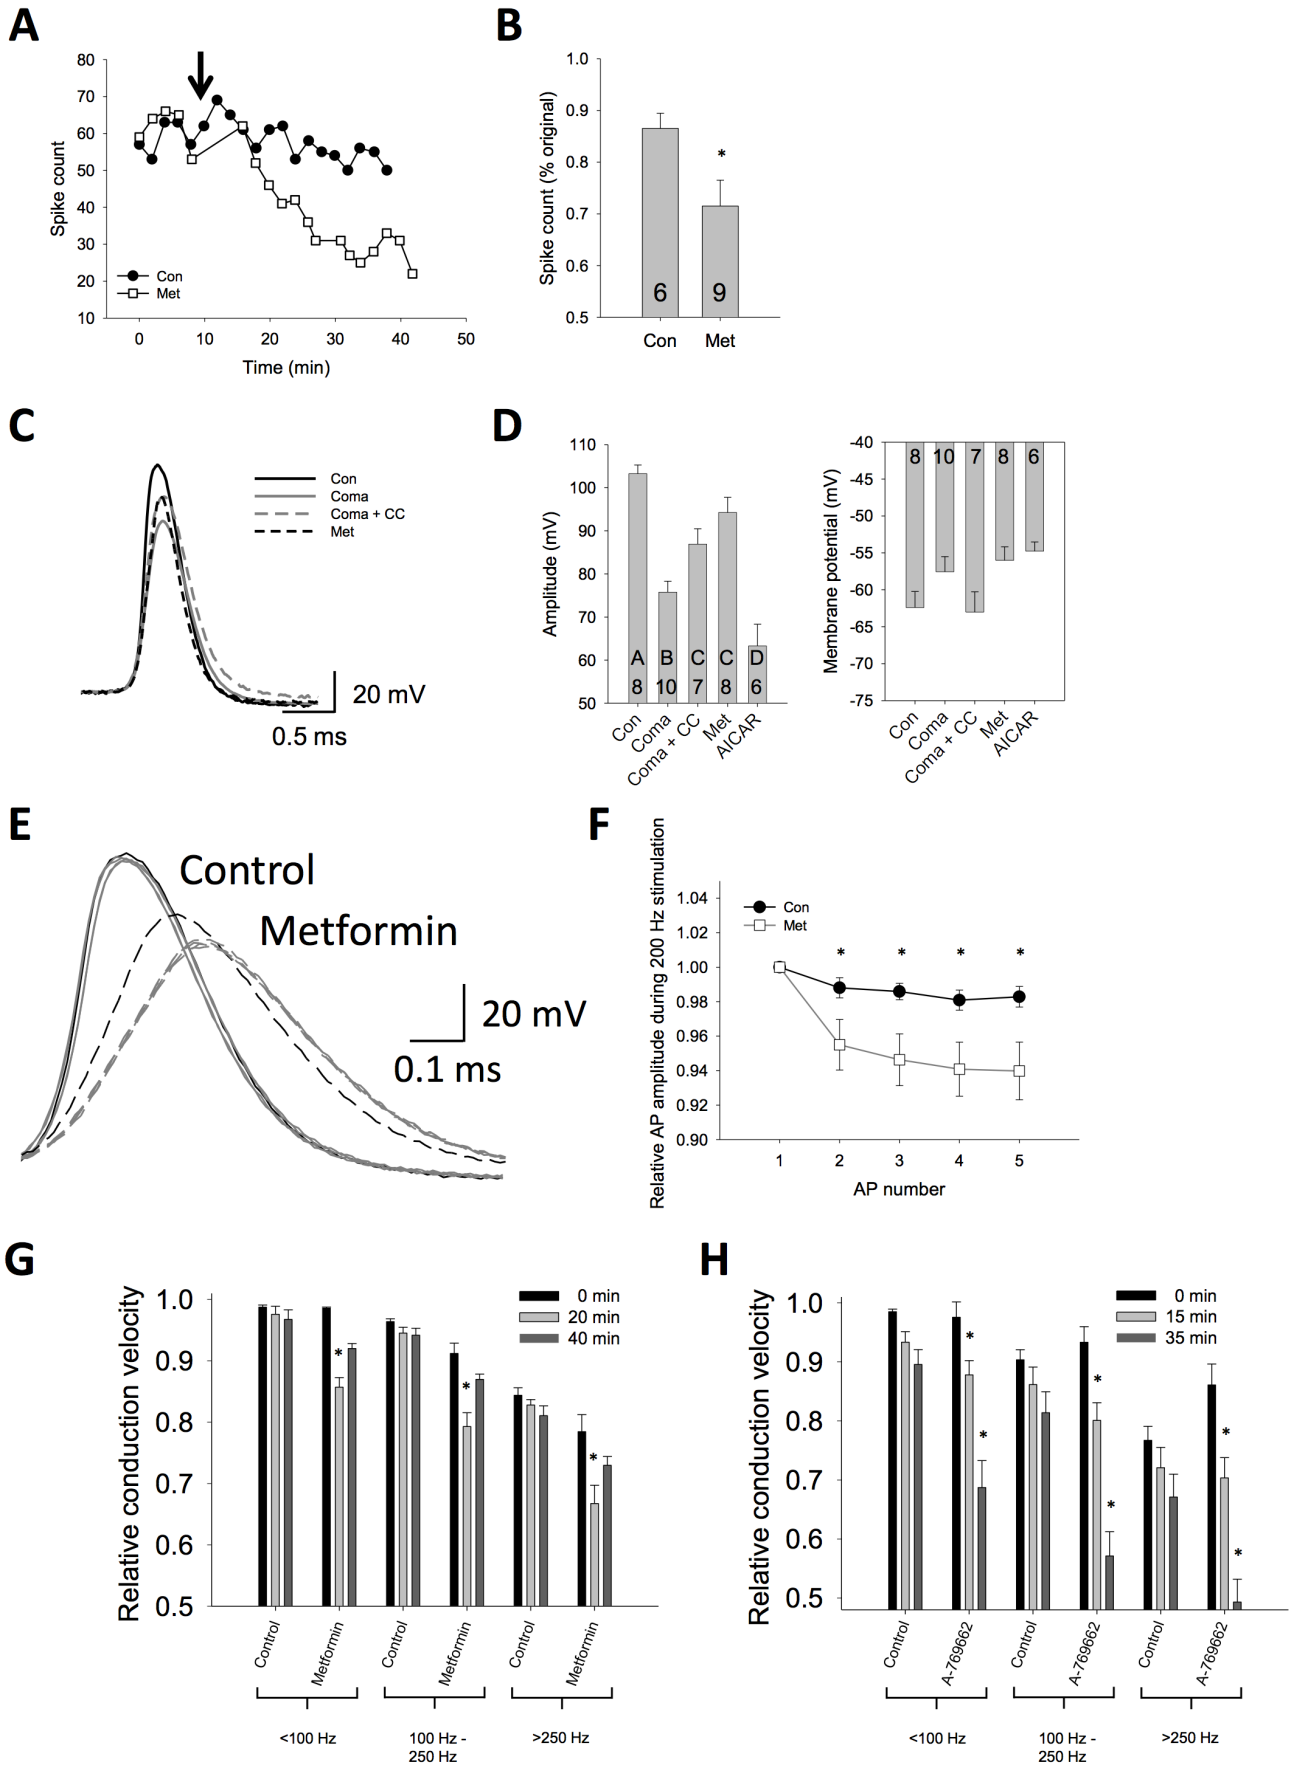 A
80
70
60
50
40
30
20
10
Spike count
Con
Met
0 10 20 30 40 50
Time (min)
B
1.0
0.9
0.8
0.7
0.6
0.5
Spike count (% original)
*
6 9
Con Met
C
Con
Coma
Coma + CC
Met
20 mV
0.5 ms
D
110
100
90
80
70
60
50
Amplitude (mV)
A B C C D
8 10 7 8 6
Con Coma Coma + CC Met AICAR
-40
-45
-50
-55
-60
-65
-70
-75
Membrane potential (mV)
8 10 7 8 6
Con Coma Coma + CC Met AICAR
E
Control
Metformin
20 mV
0.1 ms
F
Relative AP amplitude during 200 Hz stimulation
1.04
1.02
1.00
0.98
0.96
0.94
0.92
0.90
Con
Met
* * * *
1 2 3 4 5
AP number
G
Relative conduction velocity
1.0
0.9
0.8
0.7
0.6
0.5
0 min
20 min
40 min
* * *
Control Metformin Control Metformin Control Metformin
<100 Hz
100 Hz -
250 Hz
>250 Hz
H
Relative conduction velocity
1.0
0.9
0.8
0.7
0.6
0.5
0 min
15 min
35 min
* * * * * *
Control A-769662 Control A-769662 Control A-769662
<100 Hz
100 Hz -
250 Hz
>250 Hz